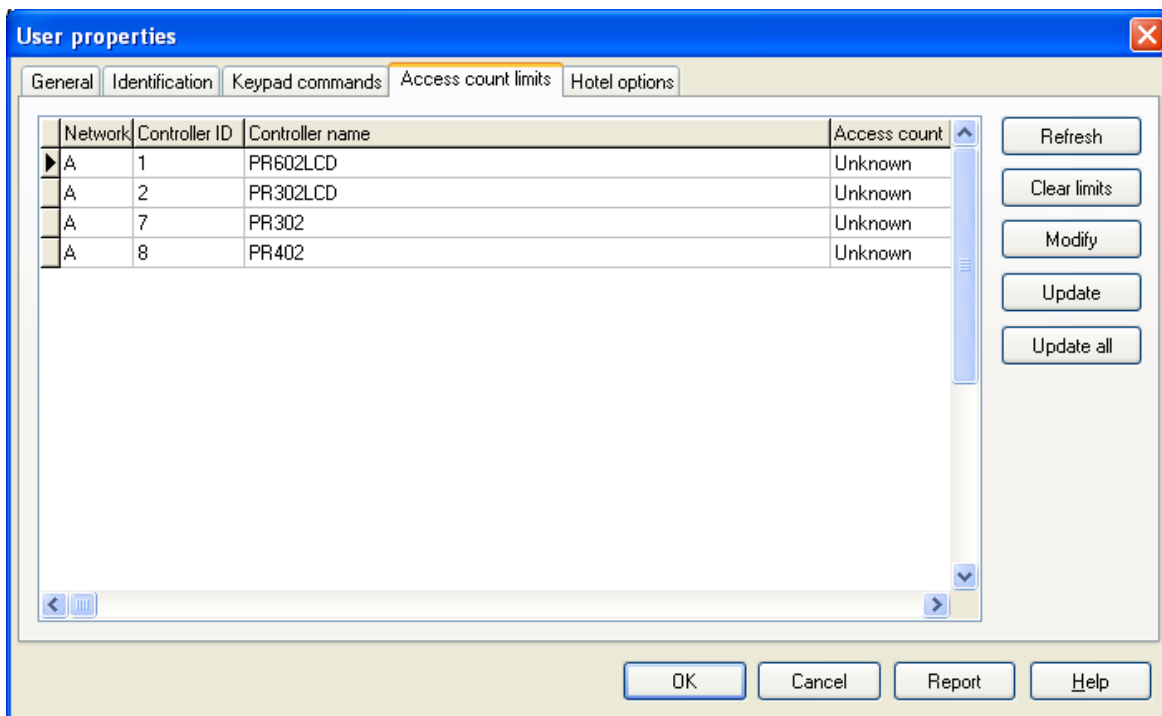 User properties
General Identification Keypad commands Access count limits Hotel options
Network Controller ID Controller name Access count
A 1 PR602LCD Unknown
A 2 PR302LCD Unknown
A 7 PR302 Unknown
A 8 PR402 Unknown
Refresh
Clear limits
Modify
Update
Update all
OK Cancel Report Help